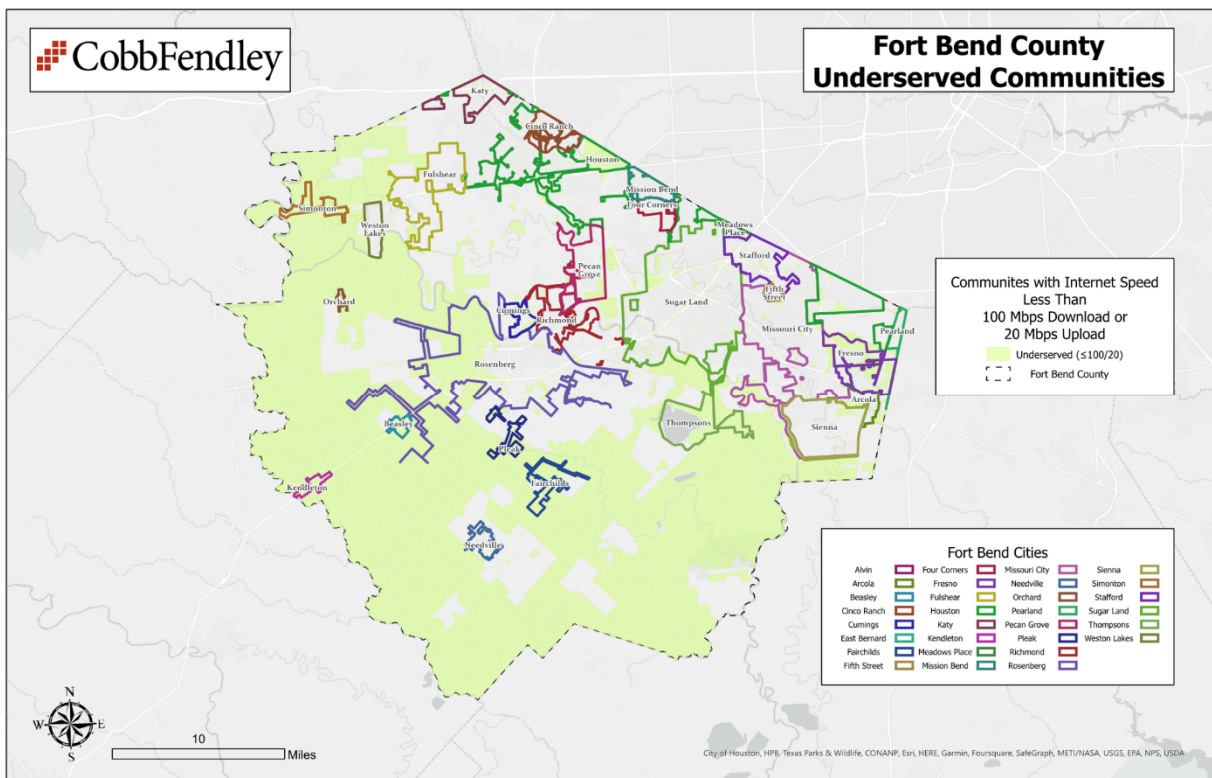 CobbFendley
Fort Bend County
Underserved Communities
Katy
Cinco Ranch
Houston
Fulshear
Mission Bend
Four Corners
Simonton
Weston
Lakes
Meadows
Place
Stafford
Pecan
Grove
Fifth
Street
Orchard
Sugar Land
Cumings
Richmond
Missouri City
Pearland
Fresno
Rosenberg
Arcola
Beasley
Thompsons
Sienna
Pleak
Kendleton
Fairchilds
Needville
Communites with Internet Speed
Less Than
100 Mbps Download or
20 Mbps Upload
Underserved (≤100/20)
Fort Bend County
Fort Bend Cities
Alvin Four Corners Missouri City Sienna
Arcola Fresno Needville Simonton
Beasley Fulshear Orchard Stafford
Cinco Ranch Houston Pearland Sugar Land
Cumings Katy Pecan Grove Thompsons
East Bernard Kendleton Pleak Weston Lakes
Fairchilds Meadows Place Richmond
Fifth Street Mission Bend Rosenberg
N
W E
S
10
Miles
City of Houston, HPB, Texas Parks & Wildlife, CONANP, Esri, HERE, Garmin, Foursquare, SafeGraph, METI/NASA, USGS, EPA, NPS, USDA